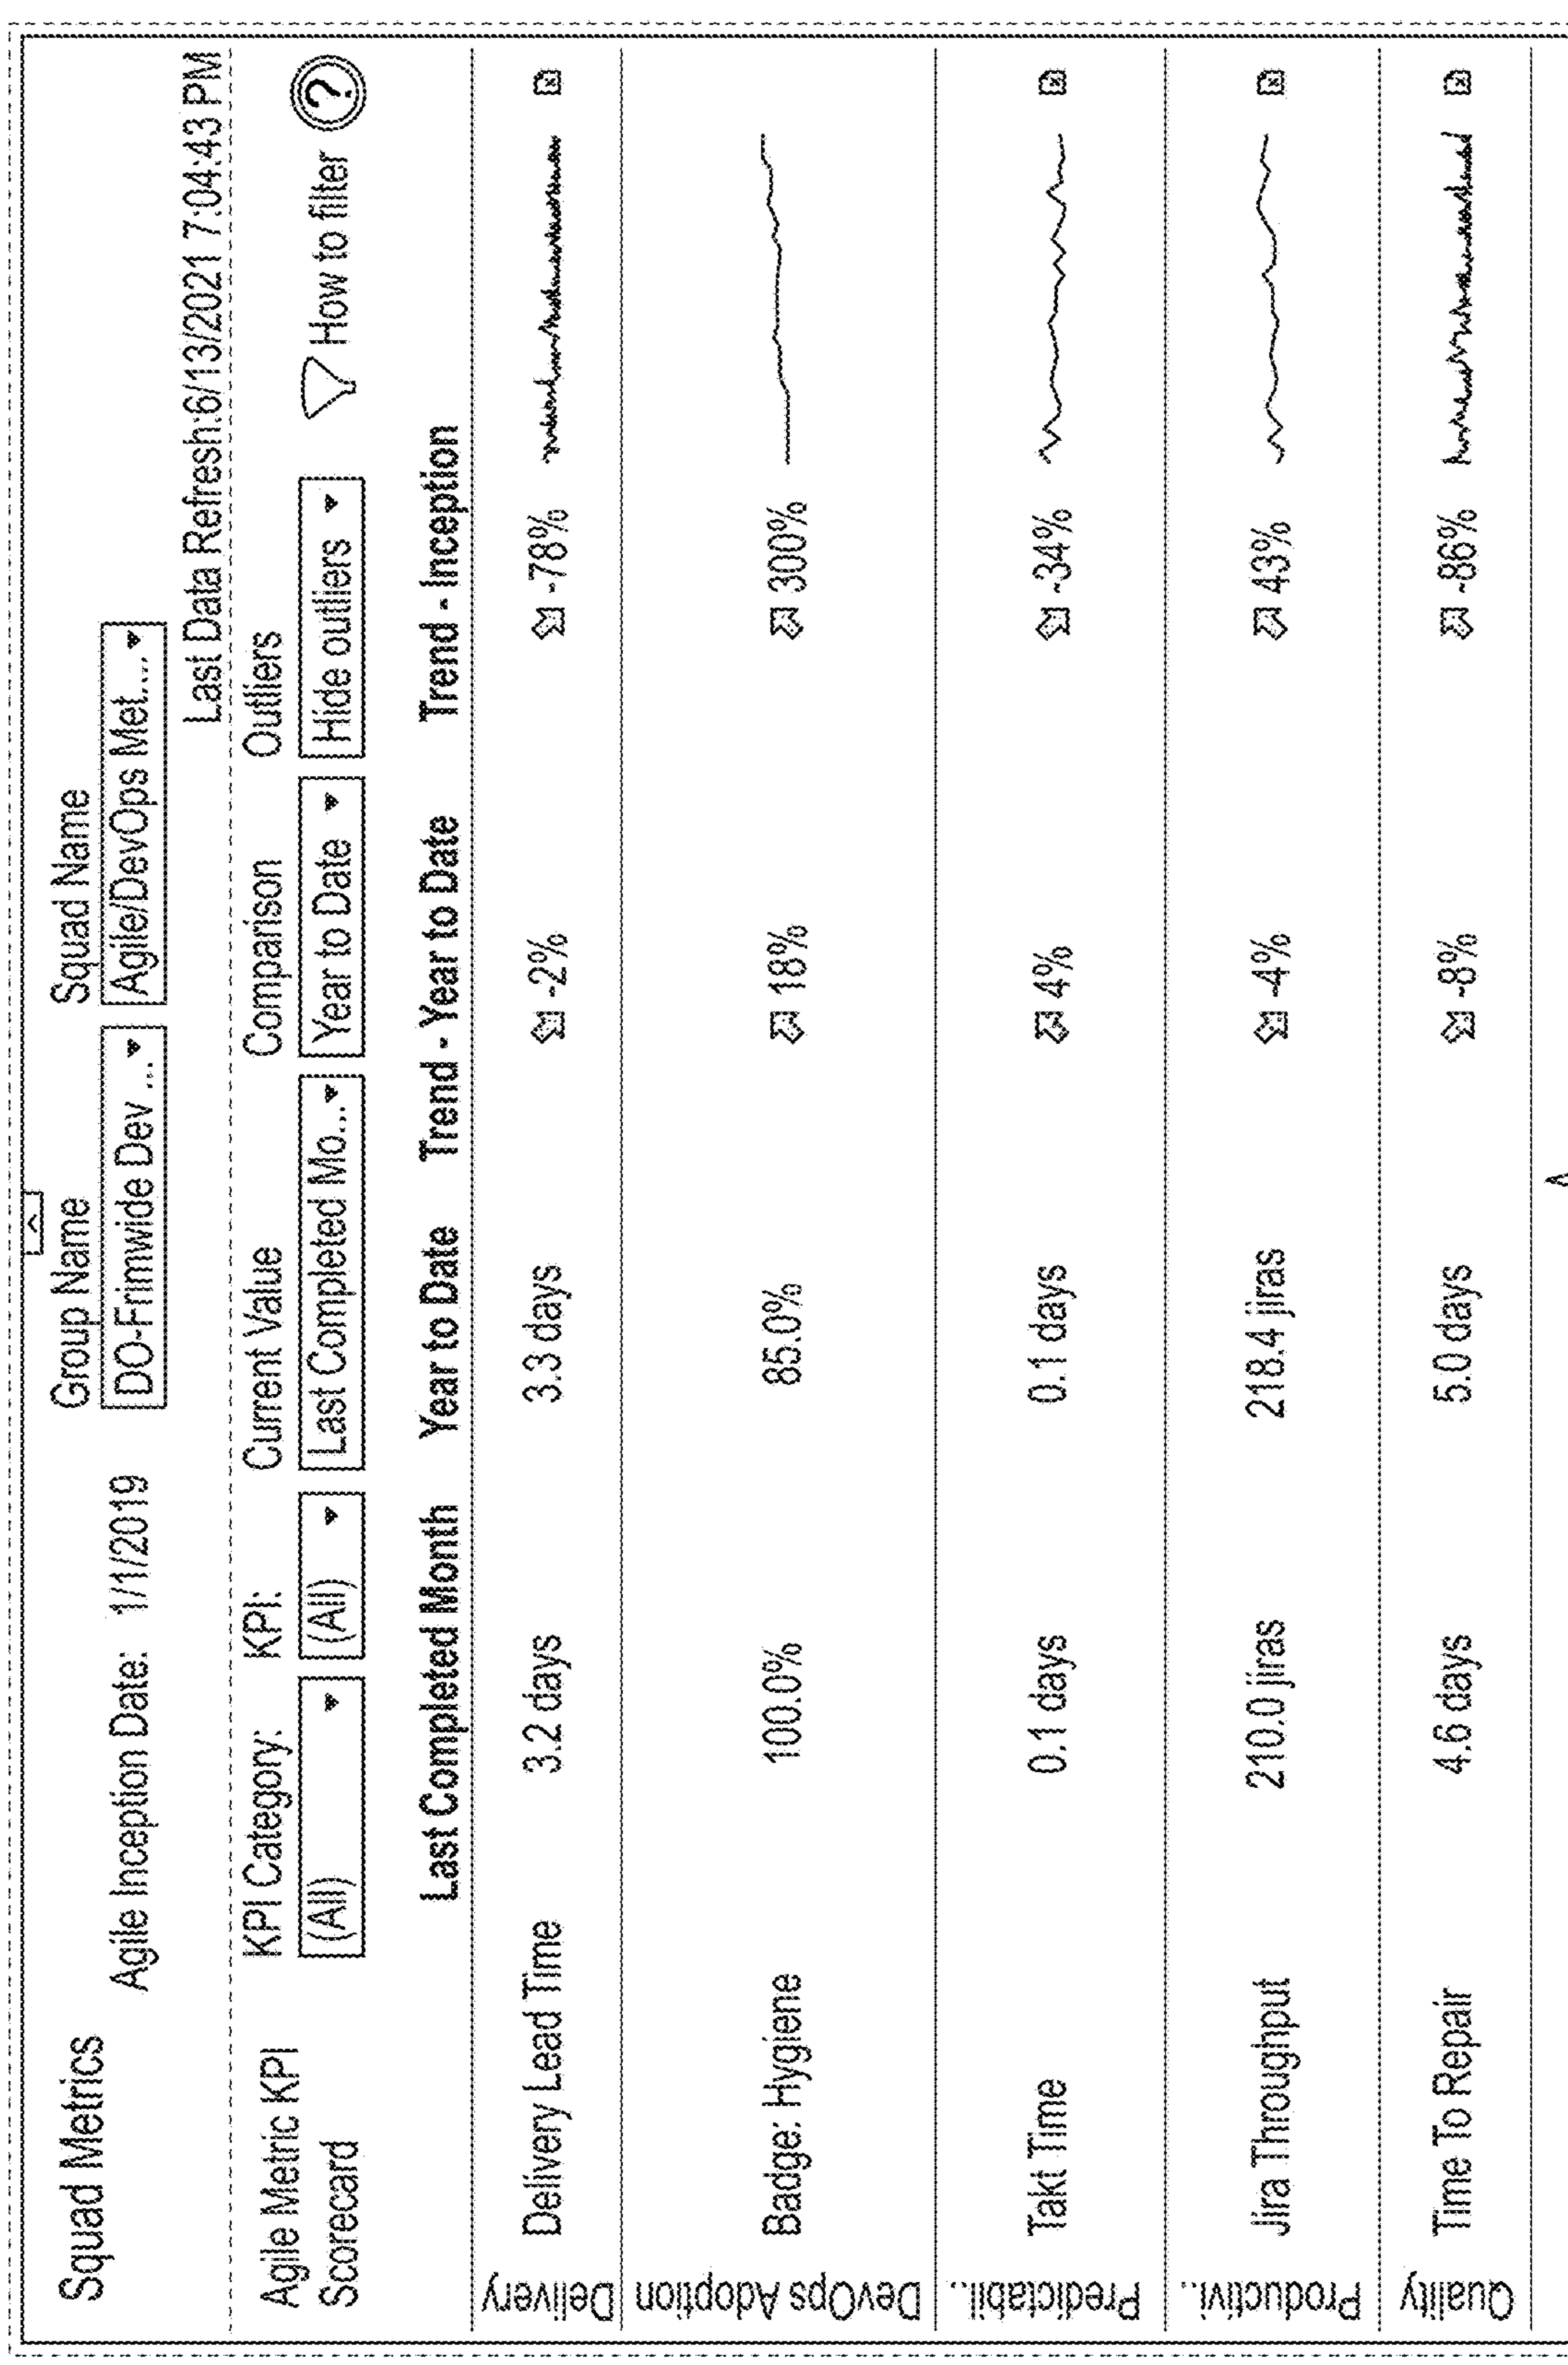 Squad Metrics
Group Name Squad Name
Agile Inception Date: 1/1/2019 DO-Frimwide Dev ... Agile/DevOps Met....
Last Data Refresh:6/13/2021 7:04:43 PM
Agile Metric KPI
Scorecard
KPI Category: KPI: Current Value Comparison Outliers
(All) (All) Last Completed Mo... Year to Date Hide outliers How to filter ?
Last Completed Month Year to Date Trend - Year to Date Trend - Inception
Delivery Delivery Lead Time 3.2 days 3.3 days -2% -78%
DevOps Adoption Badge: Hygiene 100.0% 85.0% 18% 300%
Predictabil.. Takt Time 0.1 days 0.1 days 4% -34%
Productivi.. Jira Throughput 210.0 jiras 218.4 jiras -4% 43%
Quality Time To Repair 4.6 days 5.0 days -8% -86%